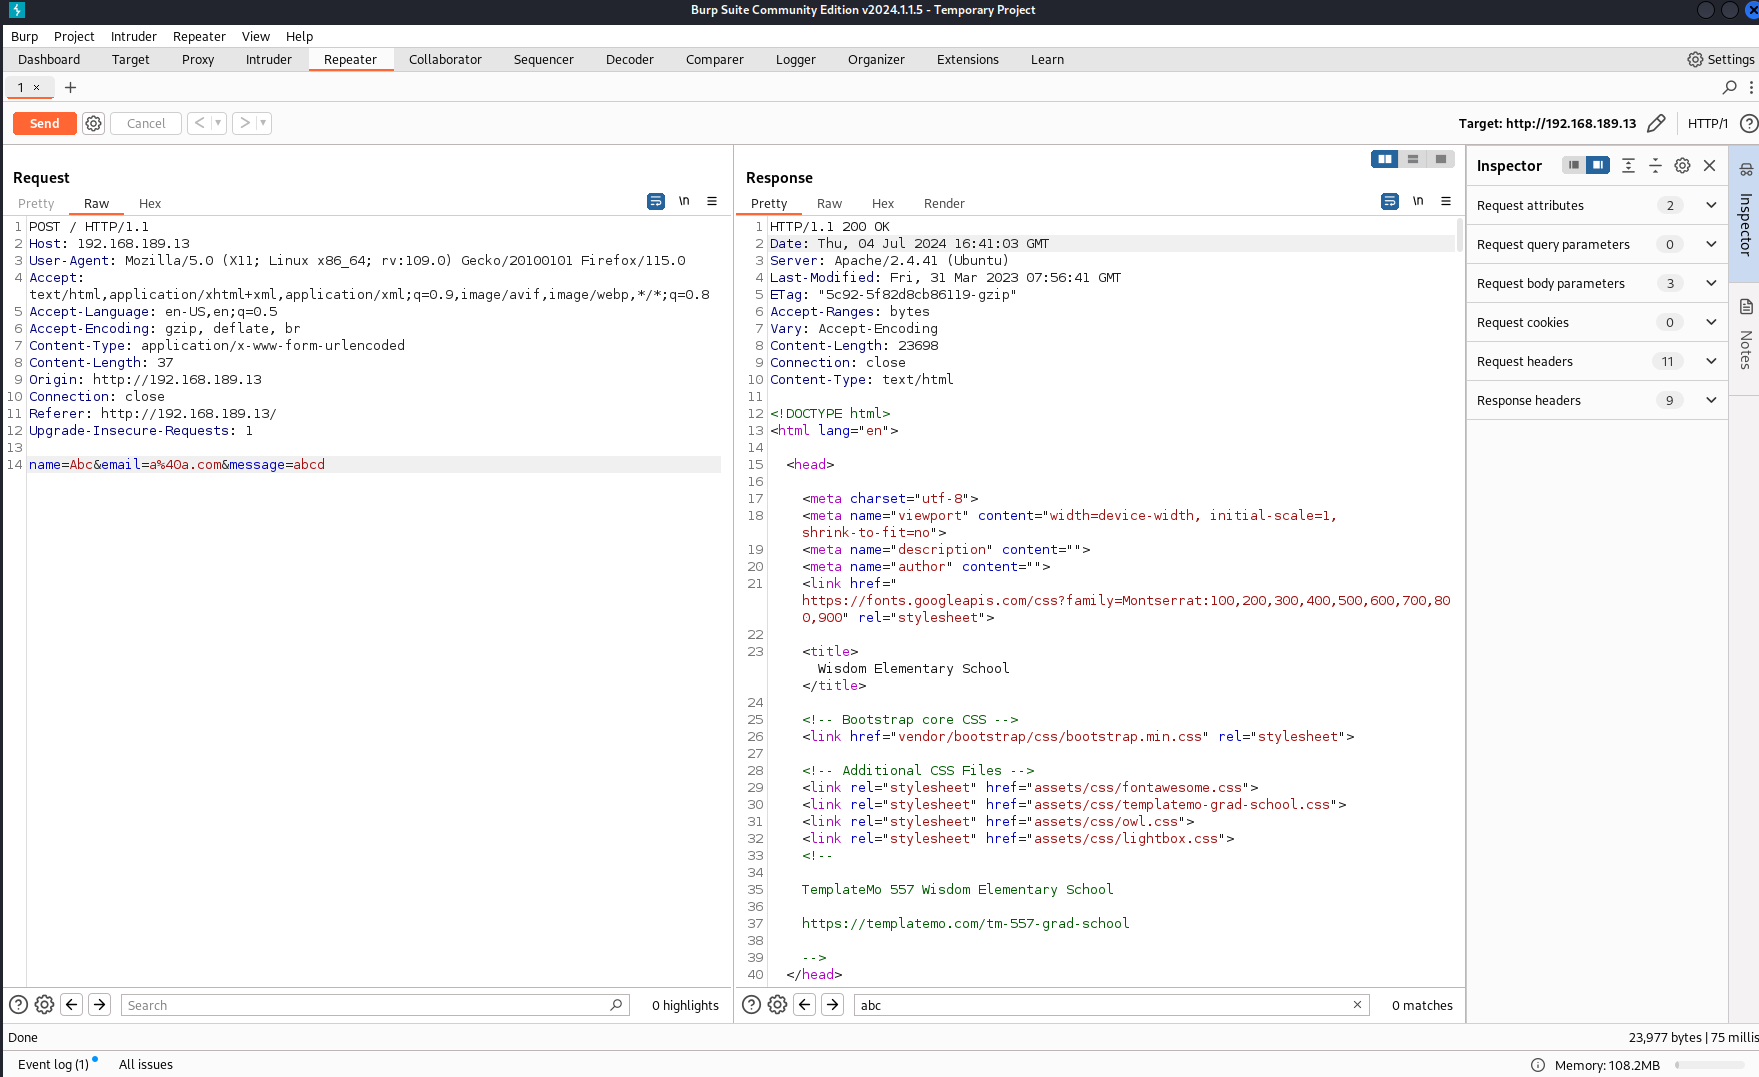 Burp Suite Community Edition v2024.1.1.5 - Temporary Project
Burp Project Intruder Repeater View Help
Dashboard Target Proxy Intruder Repeater Collaborator Sequencer Decoder Comparer Logger Organizer Extensions Learn Settings
1 × +
Send Cancel < > Target: http://192.168.189.13 HTTP/1 ?
Request
Pretty Raw Hex \n
1 POST / HTTP/1.1
2 Host: 192.168.189.13
3 User-Agent: Mozilla/5.0 (X11; Linux x86_64; rv:109.0) Gecko/20100101 Firefox/115.0
4 Accept:
text/html,application/xhtml+xml,application/xml;q=0.9,image/avif,image/webp,*/*;q=0.8
5 Accept-Language: en-US,en;q=0.5
6 Accept-Encoding: gzip, deflate, br
7 Content-Type: application/x-www-form-urlencoded
8 Content-Length: 37
9 Origin: http://192.168.189.13
10 Connection: close
11 Referer: http://192.168.189.13/
12 Upgrade-Insecure-Requests: 1
13
14 name=Abc&email=a%40a.com&message=abcd
Search 0 highlights
Response
Pretty Raw Hex Render \n
1 HTTP/1.1 200 OK
2 Date: Thu, 04 Jul 2024 16:41:03 GMT
3 Server: Apache/2.4.41 (Ubuntu)
4 Last-Modified: Fri, 31 Mar 2023 07:56:41 GMT
5 ETag: "5c92-5f82d8cb86119-gzip"
6 Accept-Ranges: bytes
7 Vary: Accept-Encoding
8 Content-Length: 23698
9 Connection: close
10 Content-Type: text/html
11
12 <!DOCTYPE html>
13 <html lang="en">
14
15 <head>
16
17 <meta charset="utf-8">
18 <meta name="viewport" content="width=device-width, initial-scale=1,
shrink-to-fit=no">
19 <meta name="description" content="">
20 <meta name="author" content="">
21 <link href="
https://fonts.googleapis.com/css?family=Montserrat:100,200,300,400,500,600,700,80
0,900" rel="stylesheet">
22
23 <title>
Wisdom Elementary School
</title>
24
25 <!-- Bootstrap core CSS -->
26 <link href="vendor/bootstrap/css/bootstrap.min.css" rel="stylesheet">
27
28 <!-- Additional CSS Files -->
29 <link rel="stylesheet" href="assets/css/fontawesome.css">
30 <link rel="stylesheet" href="assets/css/templatemo-grad-school.css">
31 <link rel="stylesheet" href="assets/css/owl.css">
32 <link rel="stylesheet" href="assets/css/lightbox.css">
33 <!--
34
35 TemplateMo 557 Wisdom Elementary School
36
37 https://templatemo.com/tm-557-grad-school
38
39 -->
40 </head>
abc × 0 matches
Inspector
Request attributes 2
Request query parameters 0
Request body parameters 3
Request cookies 0
Request headers 11
Response headers 9
Inspector
Notes
Done 23,977 bytes | 75 millis
Event log (1) All issues Memory: 108.2MB